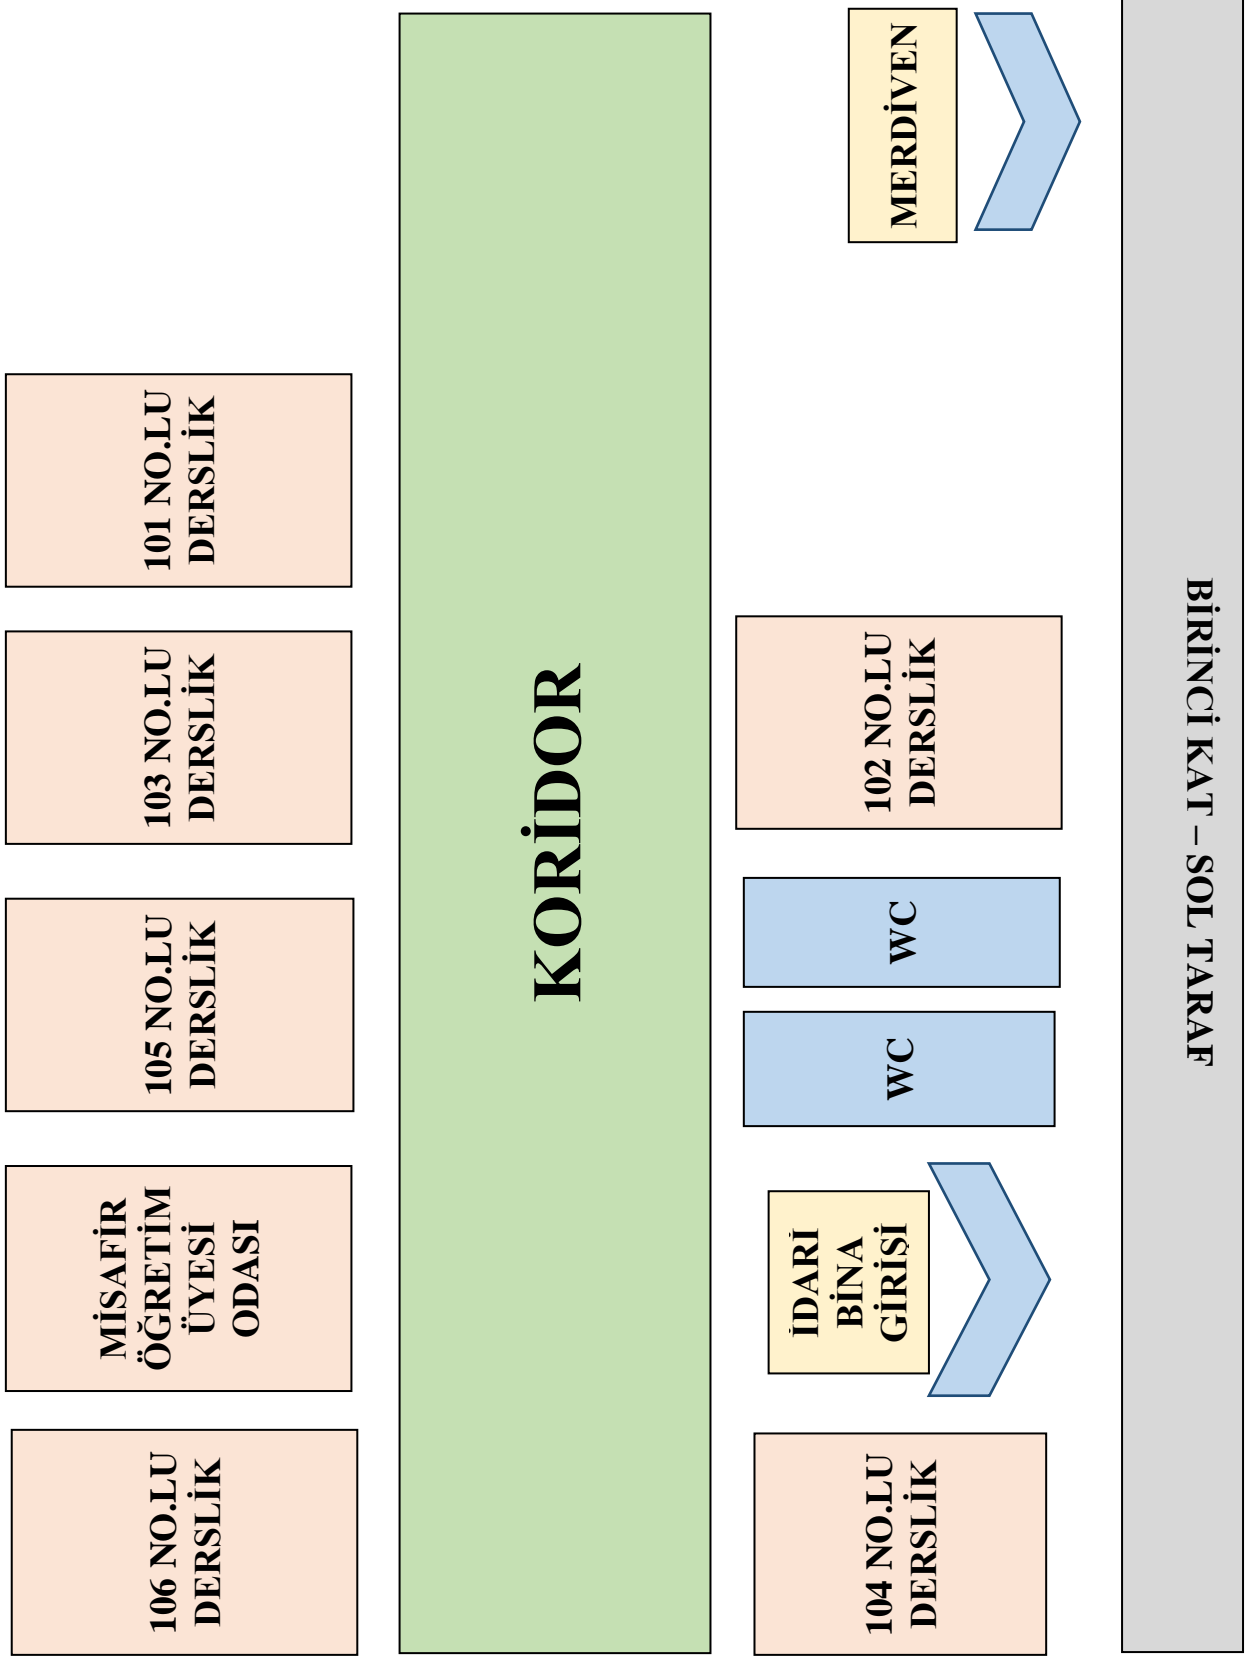 MERDİVEN
101 NO.LU
DERSLİK
103 NO.LU
DERSLİK
105 NO.LU
DERSLİK
MİSAFİR
ÖĞRETİM
ÜYESİ
ODASI
106 NO.LU
DERSLİK
KORİDOR
102 NO.LU
DERSLİK
WC
WC
İDARİ
BİNA
GİRİŞİ
104 NO.LU
DERSLİK
BİRİNCİ KAT – SOL TARAF